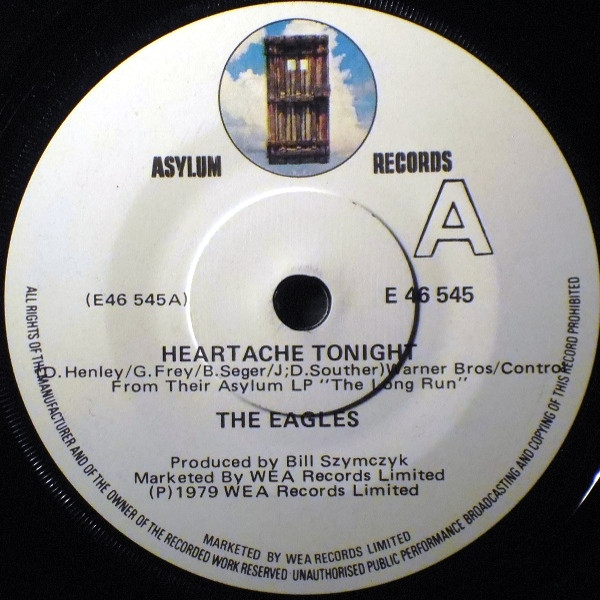 ASYLUM RECORDS
A
(E46 545A) E 46 545
HEARTACHE TONIGHT
(D.Henley/G.Frey/B.Seger/J;D.Souther)Warner Bros/Control
From Their Asylum LP "The Long Run"
THE EAGLES
Produced by Bill Szymczyk
Marketed By WEA Records Limited
(P)1979 WEA Records Limited
MARKETED BY WEA RECORDS LIMITED
ALL RIGHTS OF THE MANUFACTURER AND OF THE OWNER OF THE RECORDED WORK RESERVED UNAUTHORISED PUBLIC PERFORMANCE BROADCASTING AND COPYING OF THIS RECORD PROHIBITED